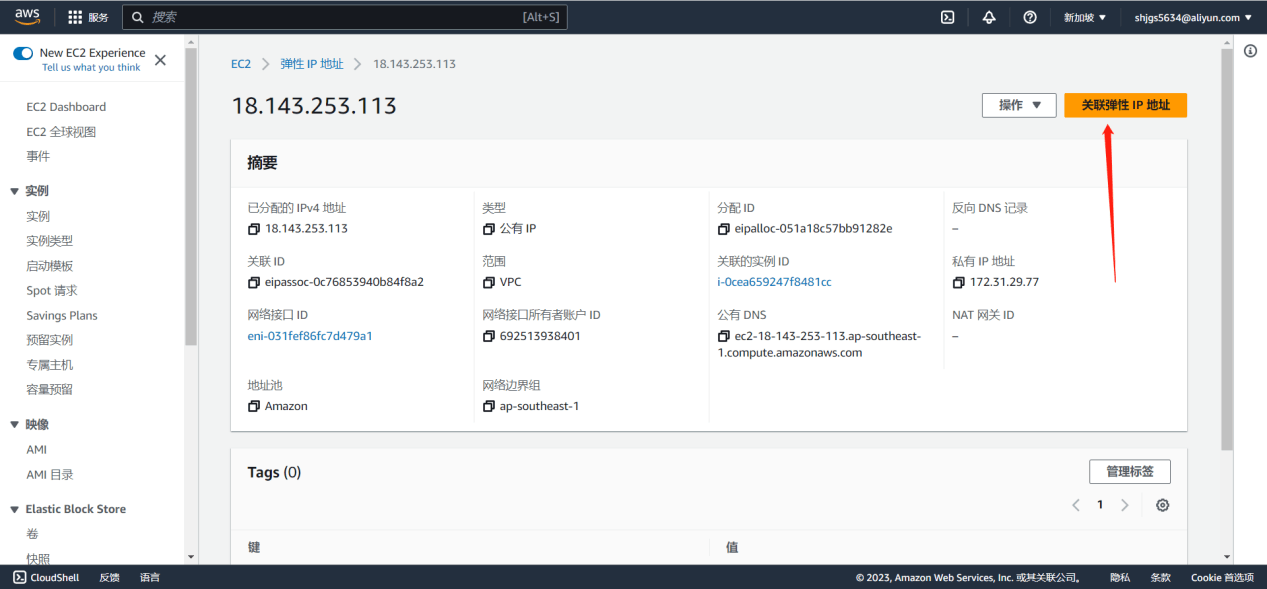 aws
服务
搜索
[Alt+S]
新加坡 ▼
shjgs5634@aliyun.com ▼
New EC2 Experience
Tell us what you think
EC2 Dashboard
EC2 全球视图
事件
实例
实例
实例类型
启动模板
Spot 请求
Savings Plans
预留实例
专属主机
容量预留
映像
AMI
AMI 目录
Elastic Block Store
卷
快照
EC2 > 弹性 IP 地址 > 18.143.253.113
18.143.253.113
操作 ▼
关联弹性 IP 地址
摘要
已分配的 IPv4 地址
18.143.253.113
类型
公有 IP
分配 ID
eipalloc-051a18c57bb91282e
反向 DNS 记录
–
关联 ID
eipassoc-0c76853940b84f8a2
范围
VPC
关联的实例 ID
i-0cea659247f8481cc
私有 IP 地址
172.31.29.77
网络接口 ID
eni-031fef86fc7d479a1
网络接口所有者账户 ID
692513938401
公有 DNS
ec2-18-143-253-113.ap-southeast-
1.compute.amazonaws.com
NAT 网关 ID
–
地址池
Amazon
网络边界组
ap-southeast-1
Tags (0)
管理标签
1
键
值
CloudShell
反馈
语言
© 2023, Amazon Web Services, Inc. 或其关联公司。
隐私
条款
Cookie 首选项